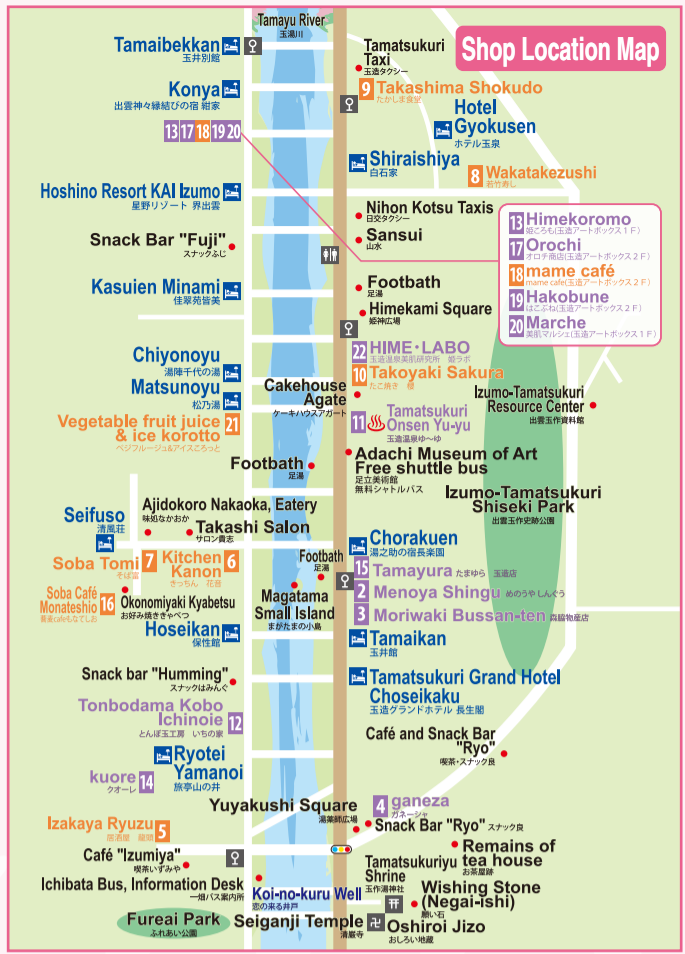 Tamayu River
玉湯川
Shop Location Map
Tamaibekkan
玉井別館
Tamatsukuri
Taxi
玉造タクシー
Konya
出雲神々縁結びの宿 紺家
9 Takashima Shokudo
たかしま食堂
Hotel
Gyokusen
ホテル玉泉
13 17 18 19 20
Shiraishiya
白石家
8 Wakatakezushi
若竹寿し
Hoshino Resort KAI Izumo
星野リゾート 界出雲
Nihon Kotsu Taxis
日交タクシー
Sansui
山水
Snack Bar "Fuji"
スナックふじ
13 Himekoromo
姫ころも(玉造アートボックス1F)
17 Orochi
オロチ商店(玉造アートボックス2F)
18 mame café
mame cafe(玉造アートボックス2F)
19 Hakobune
はこぶね(玉造アートボックス2F)
20 Marche
美肌マルシェ(玉造アートボックス1F)
Kasuien Minami
佳翠苑皆美
Footbath
足湯
Himekami Square
姫神広場
Chiyonoyu
湯陣千代の湯
Matsunoyu
松乃湯
22 HIME・LABO
玉造温泉美肌研究所 姫ラボ
10 Takoyaki Sakura
たこ焼き 櫻
Cakehouse
Agate
ケーキハウスアガート
Vegetable fruit juice
& ice korotto 21
ベジフルージュ&アイスころっと
11 Tamatsukuri
Onsen Yu-yu
玉造温泉ゆ〜ゆ
Izumo-Tamatsukuri
Resource Center
出雲玉作資料館
Footbath
足湯
Adachi Museum of Art
Free shuttle bus
足立美術館
無料シャトルバス
Izumo-Tamatsukuri
Shiseki Park
出雲玉作史跡公園
Ajidokoro Nakaoka, Eatery
味処なかおか
Seifuso
清風荘
Takashi Salon
サロン貴志
Soba Tomi 7
そば富
Kitchen
Kanon 6
きっちん 花音
Footbath
足湯
Chorakuen
湯之助の宿長楽園
15 Tamayura たまゆら 玉造店
2 Menoya Shingu めのうやしんぐう
3 Moriwaki Bussan-ten 森脇物産店
Soba Café
Monateshio 16
蕎麦cafeもなてしお
Okonomiyaki Kyabetsu
お好み焼ききゃべつ
Magatama
Small Island
まがたまの小島
Hoseikan
保性館
Tamaikan
玉井館
Snack bar "Humming"
スナックはみんぐ
Tamatsukuri Grand Hotel
Choseikaku
玉造グランドホテル 長生閣
Tonbodama Kobo
Ichinoie 12
とんぼ玉工房 いちの家
Café and Snack Bar
"Ryo"
喫茶・スナック良
Ryotei
Yamanoi
旅亭山の井
kuore 14
クオーレ
Yuyakushi Square
湯薬師広場
4 ganeza
ガネーシャ
Snack Bar "Ryo" スナック良
Izakaya Ryuzu 5
居酒屋 龍頭
Café "Izumiya"
喫茶いずみや
Remains of
tea house
お茶屋跡
Tamatsukuriyu
Shrine
玉作湯神社
Ichibata Bus, Information Desk
一畑バス案内所
Koi-no-kuru Well
恋の来る井戸
Wishing Stone
(Negai-ishi)
願い石
Fureai Park
ふれあい公園
Seiganji Temple
清巌寺
Oshiroi Jizo
おしろい地蔵